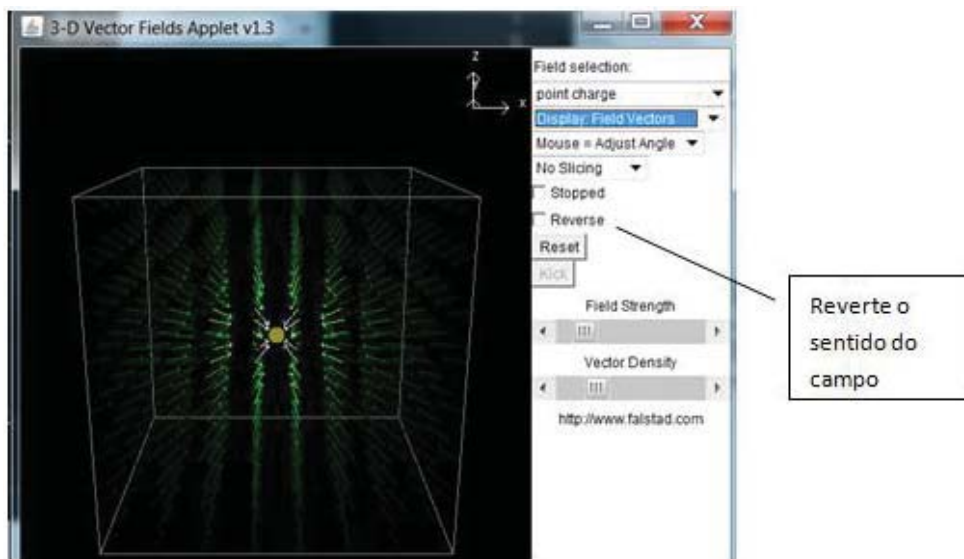 3-D Vector Fields Applet v1.3
z
x
Field selection:
point charge
Display: Field Vectors
Mouse = Adjust Angle
No Slicing
Stopped
Reverse
Reset
Kick
Field Strength
Vector Density
http://www.falstad.com
Reverte o
sentido do
campo